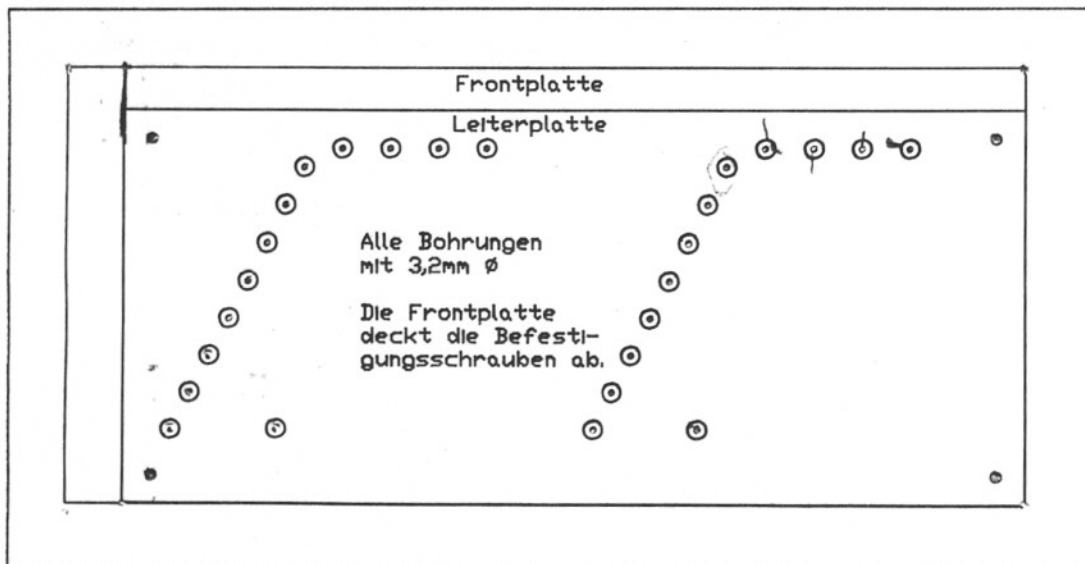 Frontplatte
Leiterplatte
Alle Bohrungen
mit 3,2mm Ø
Die Frontplatte
deckt die Befesti-
gungsschrauben ab.